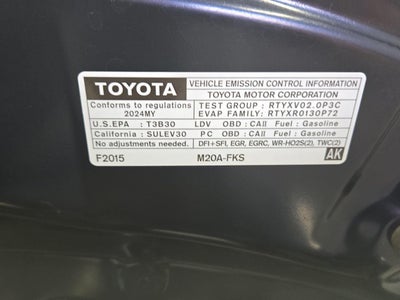 TOYOTA
VEHICLE EMISSION CONTROL INFORMATION
TOYOTA MOTOR CORPORATION
Conforms to regulations
2024MY
TEST GROUP : RTYXV02.0P3C
EVAP FAMILY: RTYXR0130P72
U.S.EPA : T3B30 LDV OBD : CAII Fuel : Gasoline
California : SULEV30 PC OBD : CAII Fuel : Gasoline
No adjustments needed. DFI+SFI, EGR, EGRC, WR-HO2S(2), TWC(2)
F2015 M20A-FKS AK